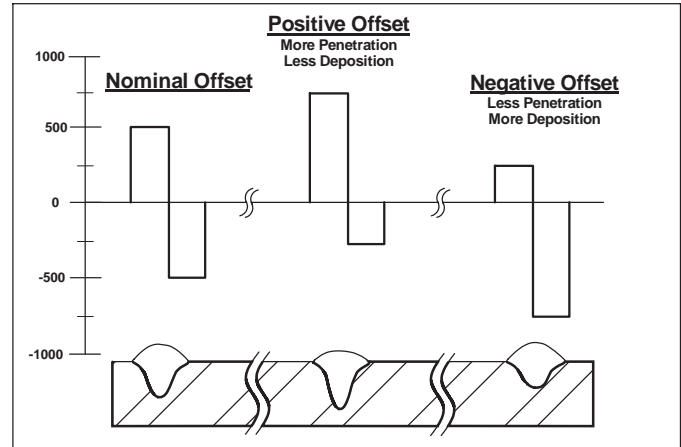 Positive Offset
More Penetration
Less Deposition
1000
Nominal Offset
Negative Offset
Less Penetration
More Deposition
500
0
-500
-1000